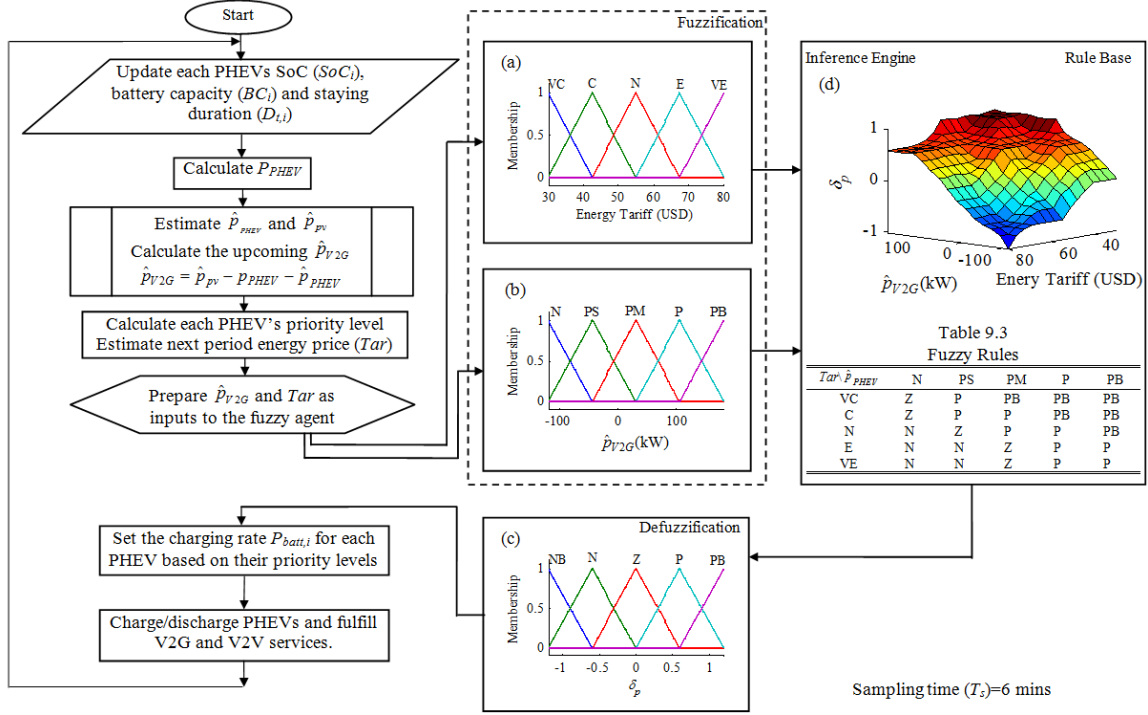 Start
Update each PHEVs SoC (SoCi),
battery capacity (BCi) and staying
duration (Dt,i)
Calculate PPHEV
Estimate p̂PHEV and p̂pv
Calculate the upcoming p̂V2G
p̂V2G = p̂pv − pPHEV − p̂PHEV
Calculate each PHEV's priority level
Estimate next period energy price (Tar)
Prepare p̂V2G and Tar as
inputs to the fuzzy agent
Set the charging rate Pbatt,i for each
PHEV based on their priority levels
Charge/discharge PHEVs and fulfill
V2G and V2V services.
Fuzzification
(a)
VC C N E VE
1
0.5
0
Membership
30 40 50 60 70 80
Energy Tariff (USD)
(b)
N PS PM P PB
1
0.5
0
Membership
-100 0 100
p̂V2G(kW)
Inference Engine Rule Base
(d)
1
0
-1
δp
100 0 -100
80 60 40
p̂V2G(kW)
Enery Tariff (USD)
Table 9.3
Fuzzy Rules
Tar\ p̂PHEV N PS PM P PB
VC Z P PB PB PB
C Z P P PB PB
N N Z P P PB
E N N Z P P
VE N N Z P P
Defuzzification
(c)
NB N Z P PB
1
0.5
0
Membership
-1 -0.5 0 0.5 1
δp
Sampling time (Ts)=6 mins